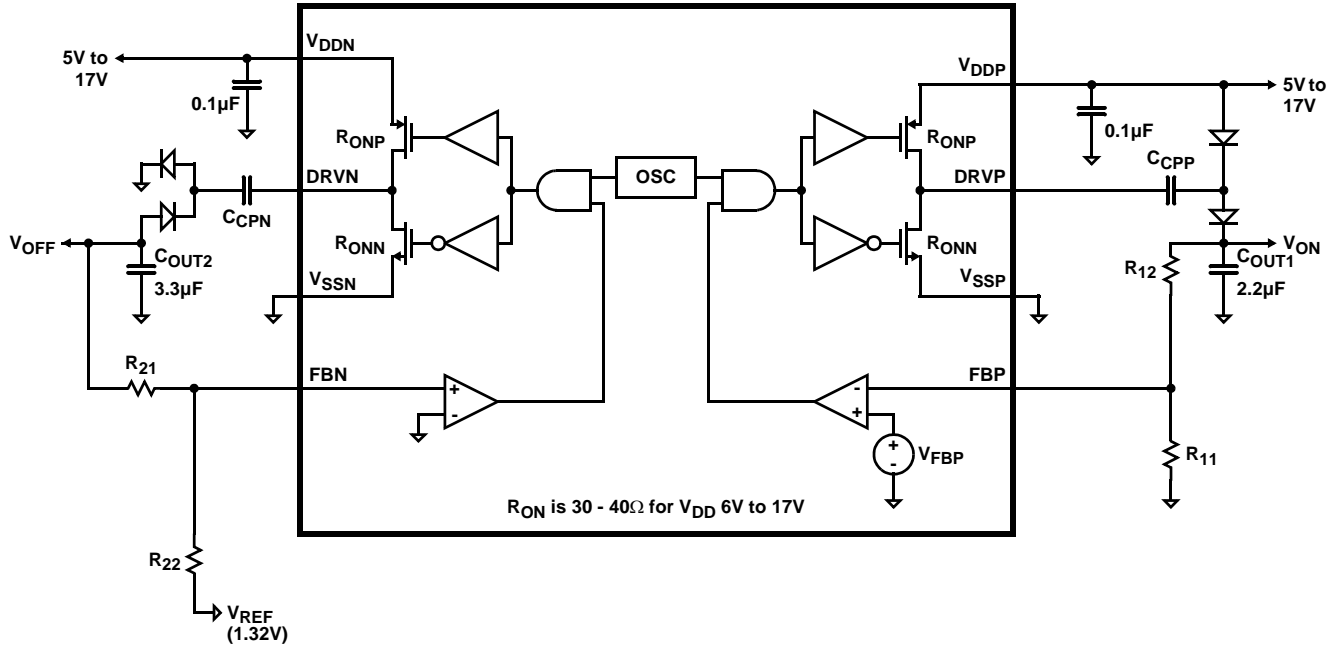 VDDN
5V to
17V
0.1µF
RONP
DRVN
CCPN
VOFF
COUT2
3.3µF
RONN
VSSN
R21
FBN
+
-
R22
VREF
(1.32V)
OSC
VDDP
5V to
17V
0.1µF
RONP
CCPP
DRVP
RONN
VON
COUT1
2.2µF
R12
VSSP
FBP
-
+
+
-
VFBP
R11
RON is 30 - 40Ω for VDD 6V to 17V